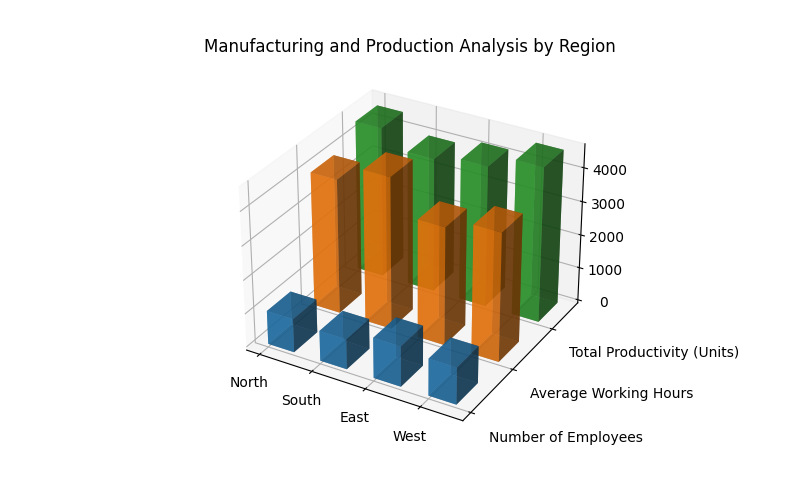 Manufacturing and Production Analysis by Region
4000
3000
2000
1000
0
Total Productivity (Units)
Average Working Hours
Number of Employees
North
South
East
West